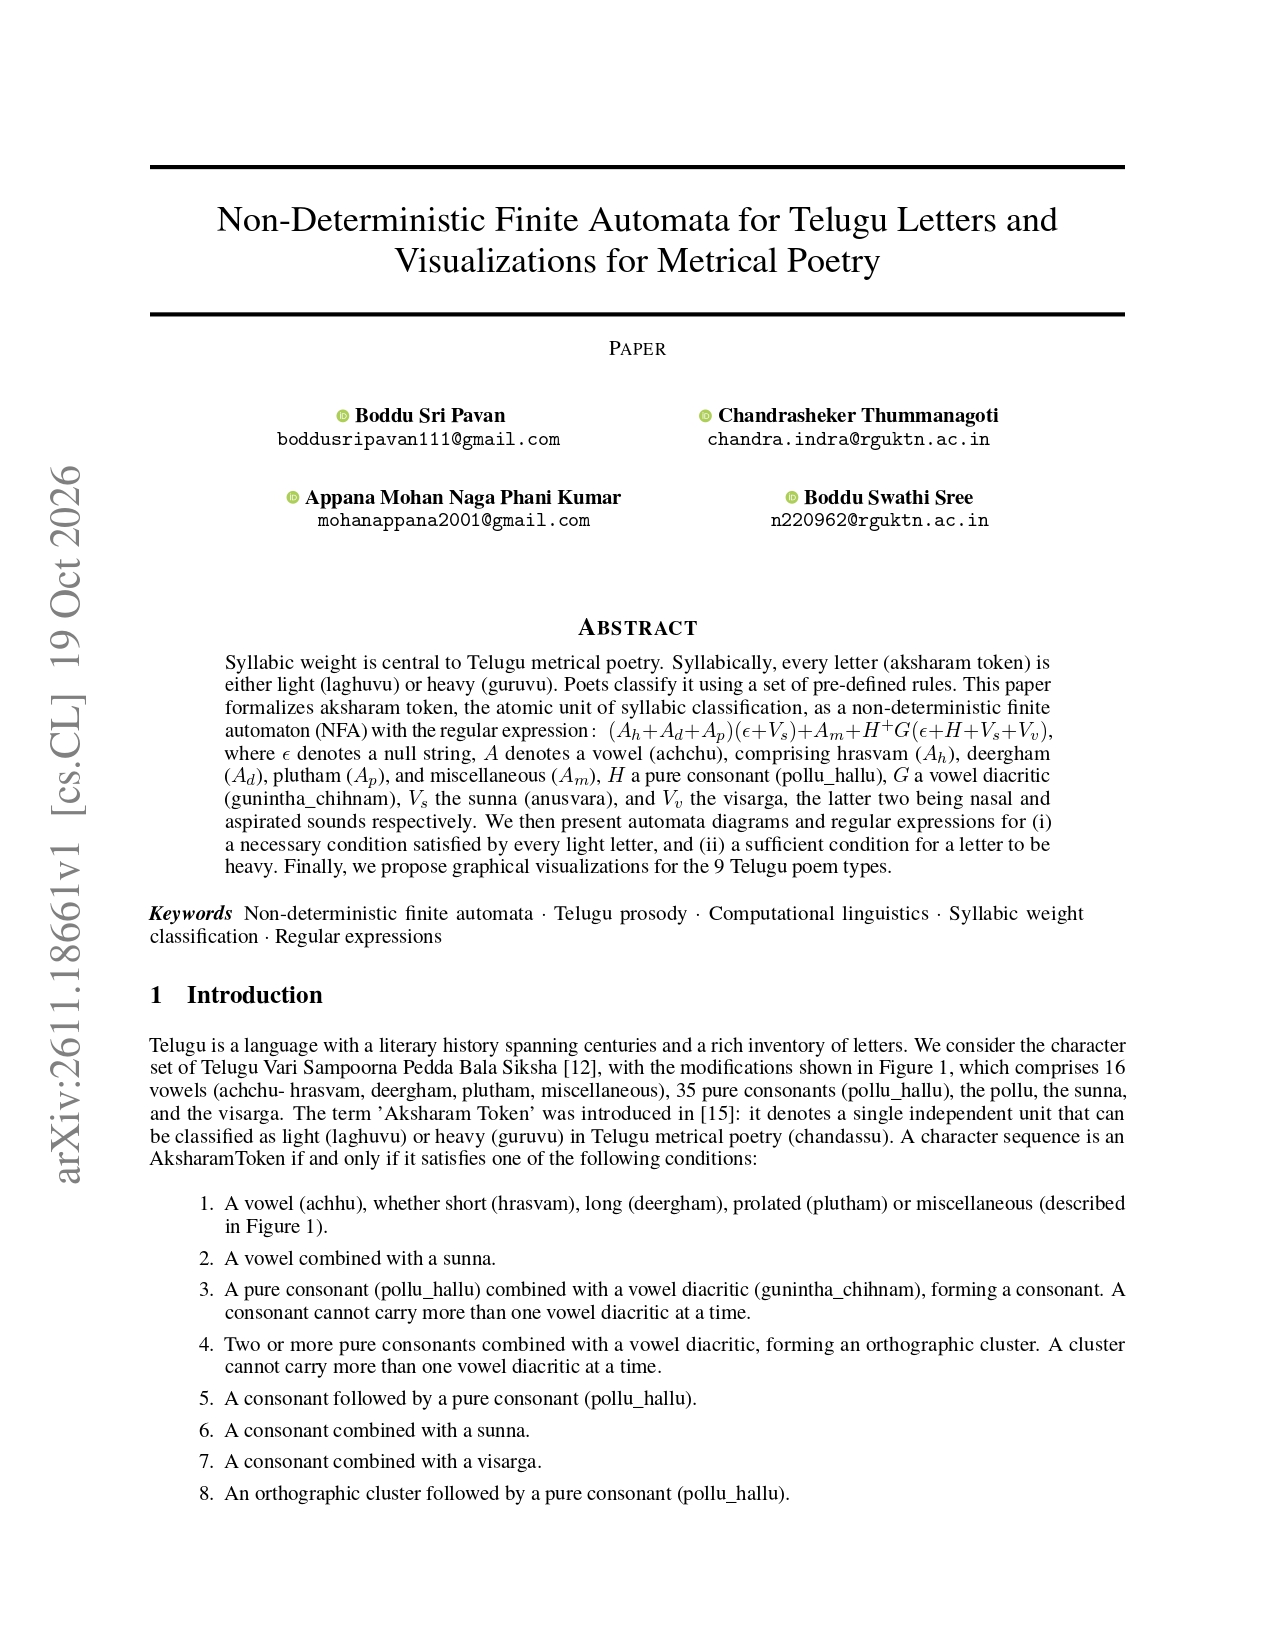 Non-Deterministic Finite Automata for Telugu Letters and
Visualizations for Metrical Poetry
PAPER
Boddu Sri Pavan
boddusripavan111@gmail.com
Chandrasheker Thummanagoti
chandra.indra@rguktn.ac.in
Appana Mohan Naga Phani Kumar
mohanappana2001@gmail.com
Boddu Swathi Sree
n220962@rguktn.ac.in
arXiv:2611.18661v1 [cs.CL] 19 Oct 2026
ABSTRACT
Syllabic weight is central to Telugu metrical poetry. Syllabically, every letter (aksharam token) is
either light (laghuvu) or heavy (guruvu). Poets classify it using a set of pre-defined rules. This paper
formalizes aksharam token, the atomic unit of syllabic classification, as a non-deterministic finite
automaton (NFA) with the regular expression: (A_h+A_d+A_p)(ϵ+V_s)+A_m+H^+G(ϵ+H+V_s+V_v),
where ϵ denotes a null string, A denotes a vowel (achchu), comprising hrasvam (A_h), deergham
(A_d), plutham (A_p), and miscellaneous (A_m), H a pure consonant (pollu_hallu), G a vowel diacritic
(gunintha_chihnam), V_s the sunna (anusvara), and V_v the visarga, the latter two being nasal and
aspirated sounds respectively. We then present automata diagrams and regular expressions for (i)
a necessary condition satisfied by every light letter, and (ii) a sufficient condition for a letter to be
heavy. Finally, we propose graphical visualizations for the 9 Telugu poem types.
Keywords Non-deterministic finite automata · Telugu prosody · Computational linguistics · Syllabic weight
classification · Regular expressions
1 Introduction
Telugu is a language with a literary history spanning centuries and a rich inventory of letters. We consider the character
set of Telugu Vari Sampoorna Pedda Bala Siksha [12], with the modifications shown in Figure 1, which comprises 16
vowels (achchu- hrasvam, deergham, plutham, miscellaneous), 35 pure consonants (pollu_hallu), the pollu, the sunna,
and the visarga. The term ’Aksharam Token’ was introduced in [15]: it denotes a single independent unit that can
be classified as light (laghuvu) or heavy (guruvu) in Telugu metrical poetry (chandassu). A character sequence is an
AksharamToken if and only if it satisfies one of the following conditions:
1. A vowel (achhu), whether short (hrasvam), long (deergham), prolated (plutham) or miscellaneous (described
in Figure 1).
2. A vowel combined with a sunna.
3. A pure consonant (pollu_hallu) combined with a vowel diacritic (gunintha_chihnam), forming a consonant. A
consonant cannot carry more than one vowel diacritic at a time.
4. Two or more pure consonants combined with a vowel diacritic, forming an orthographic cluster. A cluster
cannot carry more than one vowel diacritic at a time.
5. A consonant followed by a pure consonant (pollu_hallu).
6. A consonant combined with a sunna.
7. A consonant combined with a visarga.
8. An orthographic cluster followed by a pure consonant (pollu_hallu).